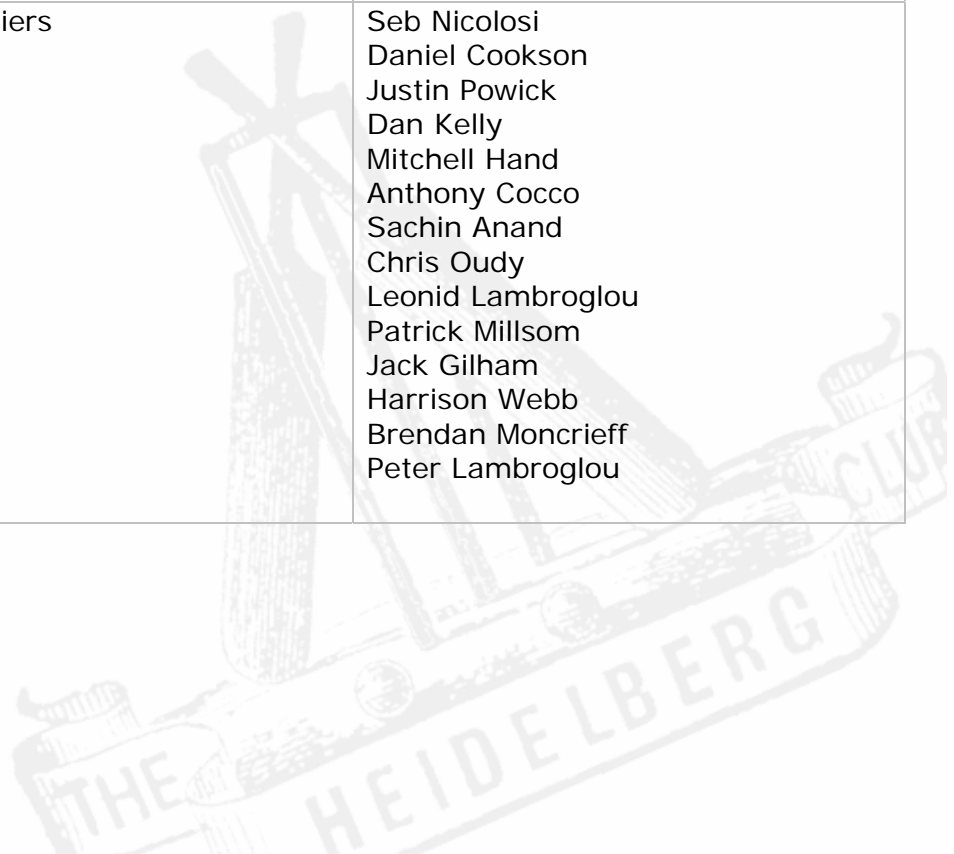 iers
Seb Nicolosi
Daniel Cookson
Justin Powick
Dan Kelly
Mitchell Hand
Anthony Cocco
Sachin Anand
Chris Oudy
Leonid Lambroglou
Patrick Millsom
Jack Gilham
Harrison Webb
Brendan Moncrieff
Peter Lambroglou
THE HEIDELBERG CLUB